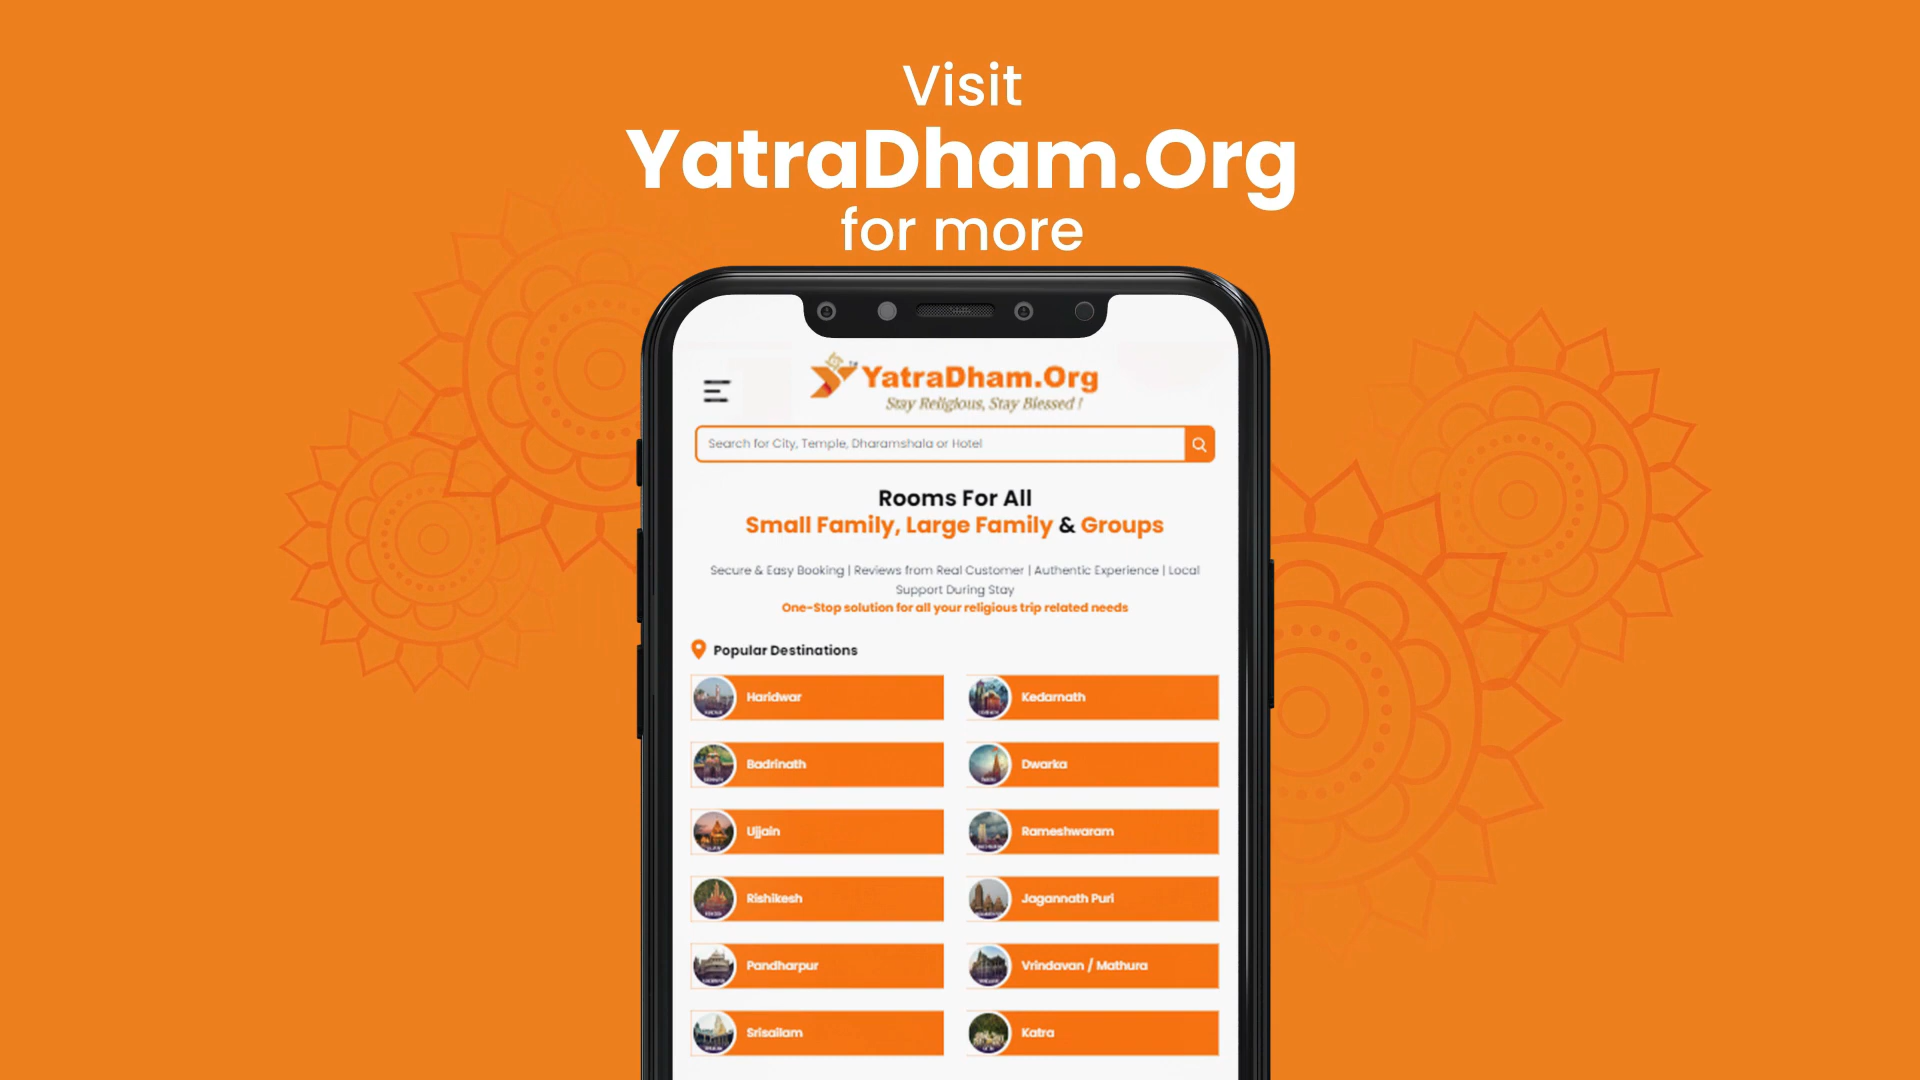 Visit
YatraDham.Org
for more
YatraDham.Org
Stay Religious, Stay Blessed !
Search for City, Temple, Dharamshala or Hotel
Rooms For All
Small Family, Large Family & Groups
Secure & Easy Booking | Reviews from Real Customer | Authentic Experience | Local
Support During Stay
One-Stop solution for all your religious trip related needs
Popular Destinations
Haridwar
Kedarnath
Badrinath
Dwarka
Ujjain
Rameshwaram
Rishikesh
Jagannath Puri
Pandharpur
Vrindavan / Mathura
Srisailam
Katra